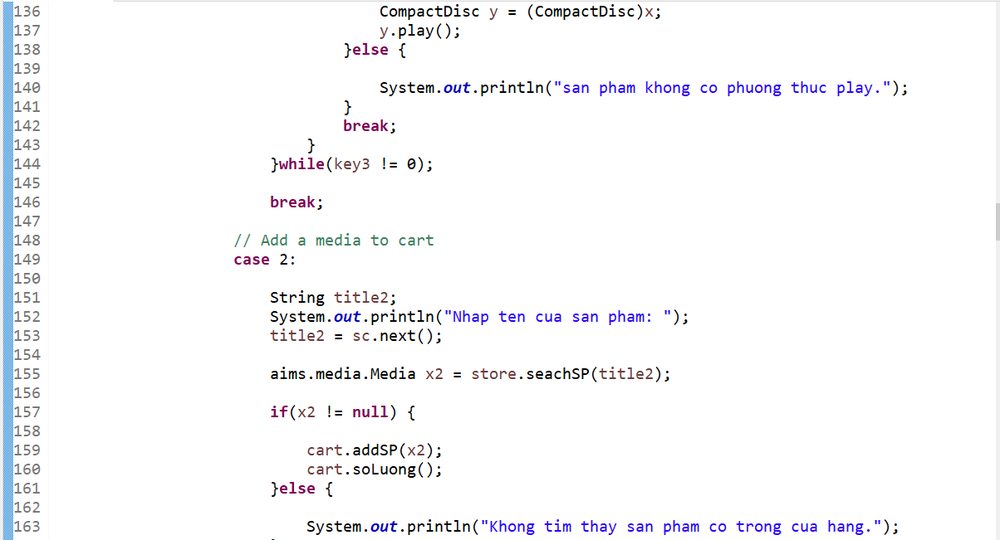 136 CompactDisc y = (CompactDisc)x;
137 y.play();
138 }else {
139
140 System.out.println("san pham khong co phuong thuc play.");
141 }
142 break;
143 }
144 }while(key3 != 0);
145
146 break;
147
148 // Add a media to cart
149 case 2:
150
151 String title2;
152 System.out.println("Nhap ten cua san pham: ");
153 title2 = sc.next();
154
155 aims.media.Media x2 = store.seachSP(title2);
156
157 if(x2 != null) {
158
159 cart.addSP(x2);
160 cart.soLuong();
161 }else {
162
163 System.out.println("Khong tim thay san pham co trong cua hang.");